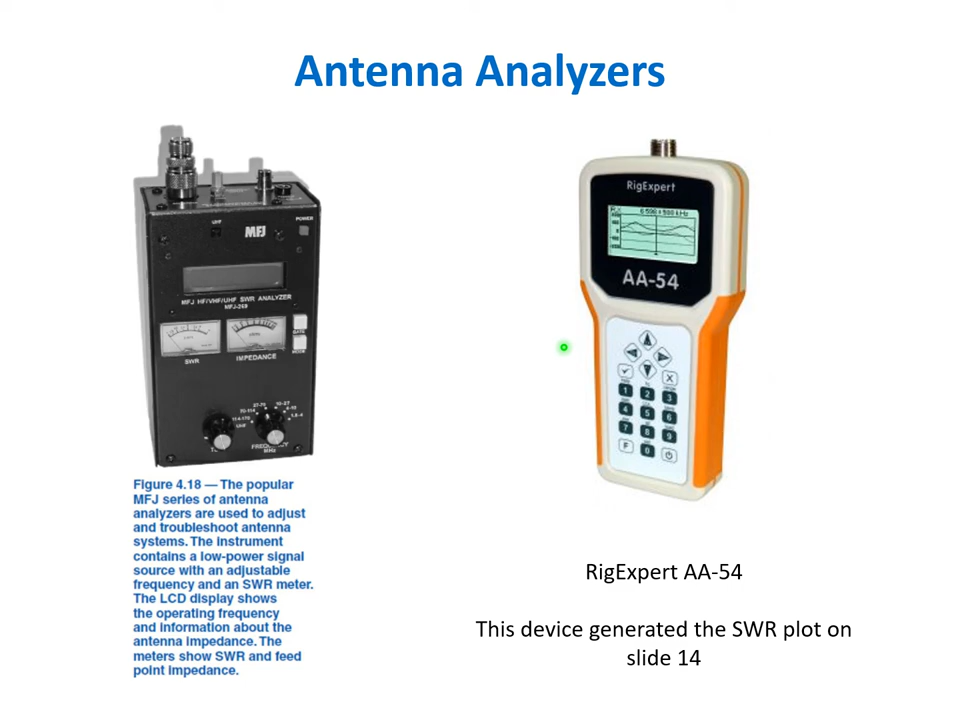 Antenna Analyzers
UHF
POWER
MFJ
MFJ HF/VHF/UHF SWR ANALYZER
MFJ-269
GATE
MODE
SWR
IMPEDANCE
FREQUENCY
MHz
Figure 4.18 — The popular
MFJ series of antenna
analyzers are used to adjust
and troubleshoot antenna
systems. The instrument
contains a low-power signal
source with an adjustable
frequency and an SWR meter.
The LCD display shows
the operating frequency
and information about the
antenna impedance. The
meters show SWR and feed
point impedance.
RigExpert
AA-54
1 2 3
4 5 6
7 8 9
F 0
RigExpert AA-54
This device generated the SWR plot on
slide 14